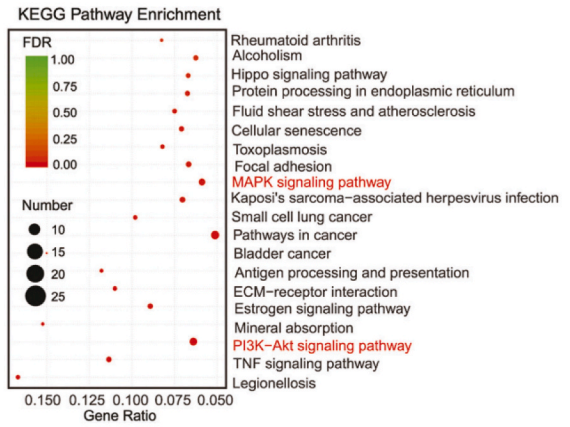 KEGG Pathway Enrichment
FDR
1.00
0.75
0.50
0.25
0.00
Number
10
15
20
25
Rheumatoid arthritis
Alcoholism
Hippo signaling pathway
Protein processing in endoplasmic reticulum
Fluid shear stress and atherosclerosis
Cellular senescence
Toxoplasmosis
Focal adhesion
MAPK signaling pathway
Kaposi's sarcoma−associated herpesvirus infection
Small cell lung cancer
Pathways in cancer
Bladder cancer
Antigen processing and presentation
ECM−receptor interaction
Estrogen signaling pathway
Mineral absorption
PI3K−Akt signaling pathway
TNF signaling pathway
Legionellosis
0.150 0.125 0.100 0.075 0.050
Gene Ratio